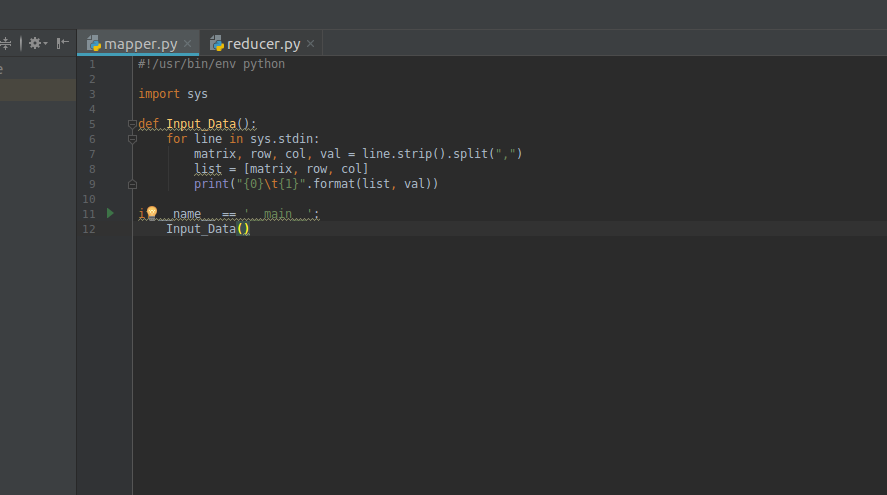 mapper.py × reducer.py ×
e
1 #!/usr/bin/env python
2
3 import sys
4
5 def Input_Data():
6     for line in sys.stdin:
7         matrix, row, col, val = line.strip().split(",")
8         list = [matrix, row, col]
9         print("{0}\t{1}".format(list, val))
10
11 __name__ == '__main__':
12     Input_Data()